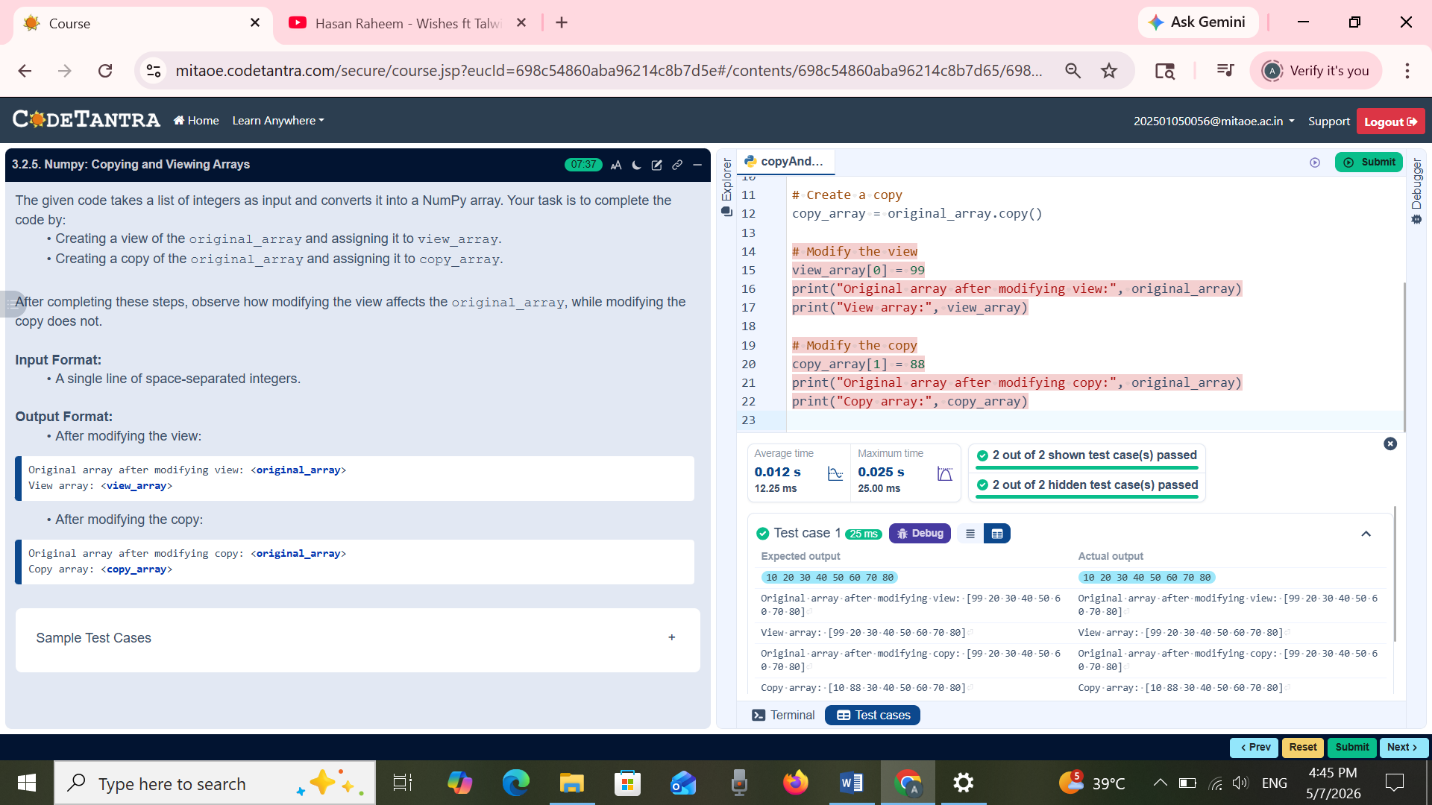 Course
Hasan Raheem - Wishes ft Talw
Ask Gemini
mitaoe.codetantra.com/secure/course.jsp?eucId=698c54860aba96214c8b7d5e#/contents/698c54860aba96214c8b7d65/698...
A
Verify it's you
CODETANTRA
Home
Learn Anywhere
202501050056@mitaoe.ac.in
Support
Logout
3.2.5. Numpy: Copying and Viewing Arrays
07:37
AA
The given code takes a list of integers as input and converts it into a NumPy array. Your task is to complete the
code by:
• Creating a view of the original_array and assigning it to view_array.
• Creating a copy of the original_array and assigning it to copy_array.
After completing these steps, observe how modifying the view affects the original_array, while modifying the
copy does not.
Input Format:
• A single line of space-separated integers.
Output Format:
• After modifying the view:
Original array after modifying view: <original_array>
View array: <view_array>
• After modifying the copy:
Original array after modifying copy: <original_array>
Copy array: <copy_array>
Sample Test Cases
+
Explorer
copyAnd...
Submit
Debugger
10
11 # Create a copy
12 copy_array = original_array.copy()
13
14 # Modify the view
15 view_array[0] = 99
16 print("Original array after modifying view:", original_array)
17 print("View array:", view_array)
18
19 # Modify the copy
20 copy_array[1] = 88
21 print("Original array after modifying copy:", original_array)
22 print("Copy array:", copy_array)
23
Average time
0.012 s
12.25 ms
Maximum time
0.025 s
25.00 ms
2 out of 2 shown test case(s) passed
2 out of 2 hidden test case(s) passed
Test case 1
25 ms
Debug
Expected output
Actual output
10 20 30 40 50 60 70 80
10 20 30 40 50 60 70 80
Original array after modifying view: [99 20 30 40 50 6
0 70 80]
Original array after modifying view: [99 20 30 40 50 6
0 70 80]
View array: [99 20 30 40 50 60 70 80]
View array: [99 20 30 40 50 60 70 80]
Original array after modifying copy: [99 20 30 40 50 6
0 70 80]
Original array after modifying copy: [99 20 30 40 50 6
0 70 80]
Copy array: [10 88 30 40 50 60 70 80]
Copy array: [10 88 30 40 50 60 70 80]
Terminal
Test cases
Prev
Reset
Submit
Next
Type here to search
5
39°C
ENG
4:45 PM
5/7/2026